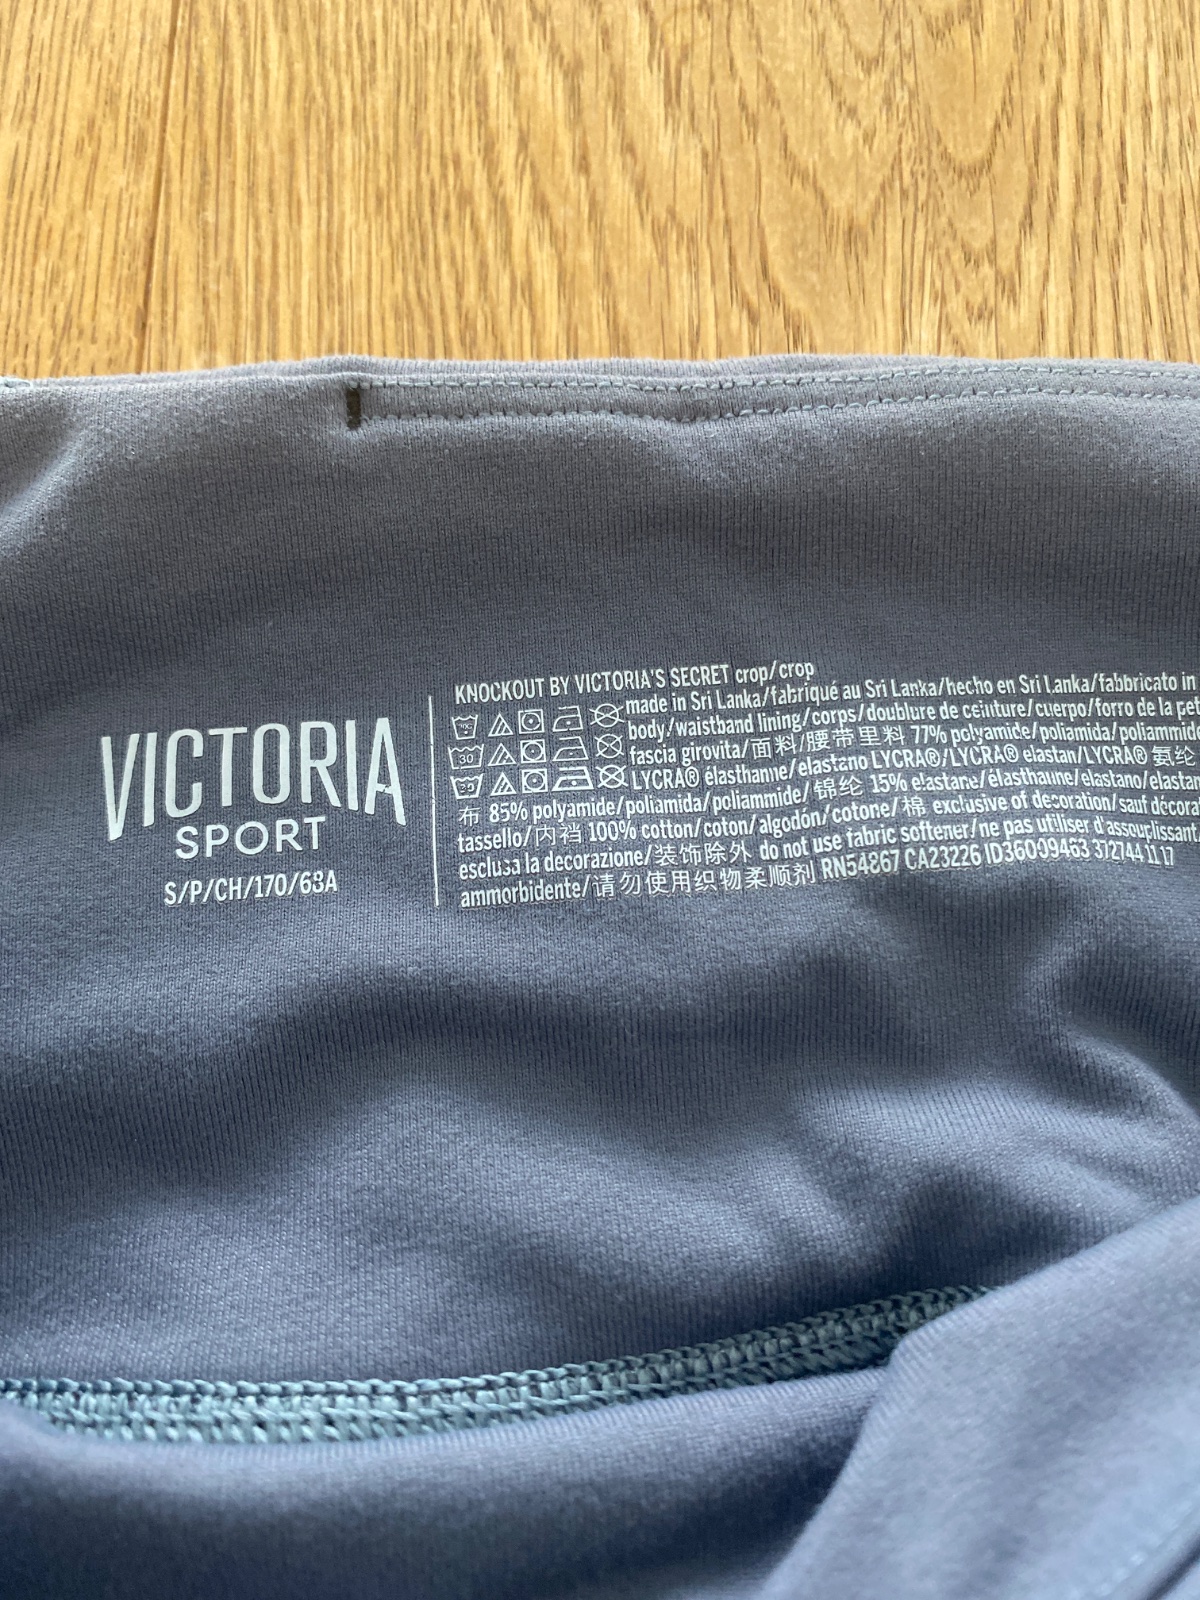 VICTORIA
SPORT
S/P/CH/170/68A
KNOCKOUT BY VICTORIA'S SECRET crop/crop
made in Sri Lanka/fabriqué au Sri Lanka/hecho en Sri Lanka/fabbricato in
body/waistband lining/corps/doublure de ceinture/cuerpo/forro de la
30 fascia girovita/面料/腰带里料 77% polyamide/poliamida/poliammide
30 LYCRA® élasthanne/elastano LYCRA®/LYCRA® elastan/LYCRA® 氨纶
布 85% polyamide/poliamida/poliammide/锦纶 15% elastane/élasthanne/elastano/elastan
tassello/内裆 100% cotton/coton/algodón/cotone/棉 exclusive of decoration/sauf
esclusa la decorazione/装饰除外 do not use fabric softener/ne pas utiliser d'assouplissant
ammorbidente/请勿使用织物柔顺剂 RN54867 CA23226 ID36009463 372744 11 17